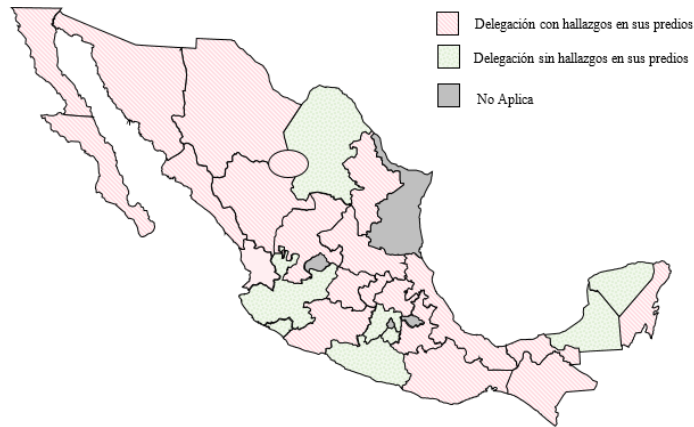 Delegación con hallazgos en sus predios
Delegación sin hallazgos en sus predios
No Aplica